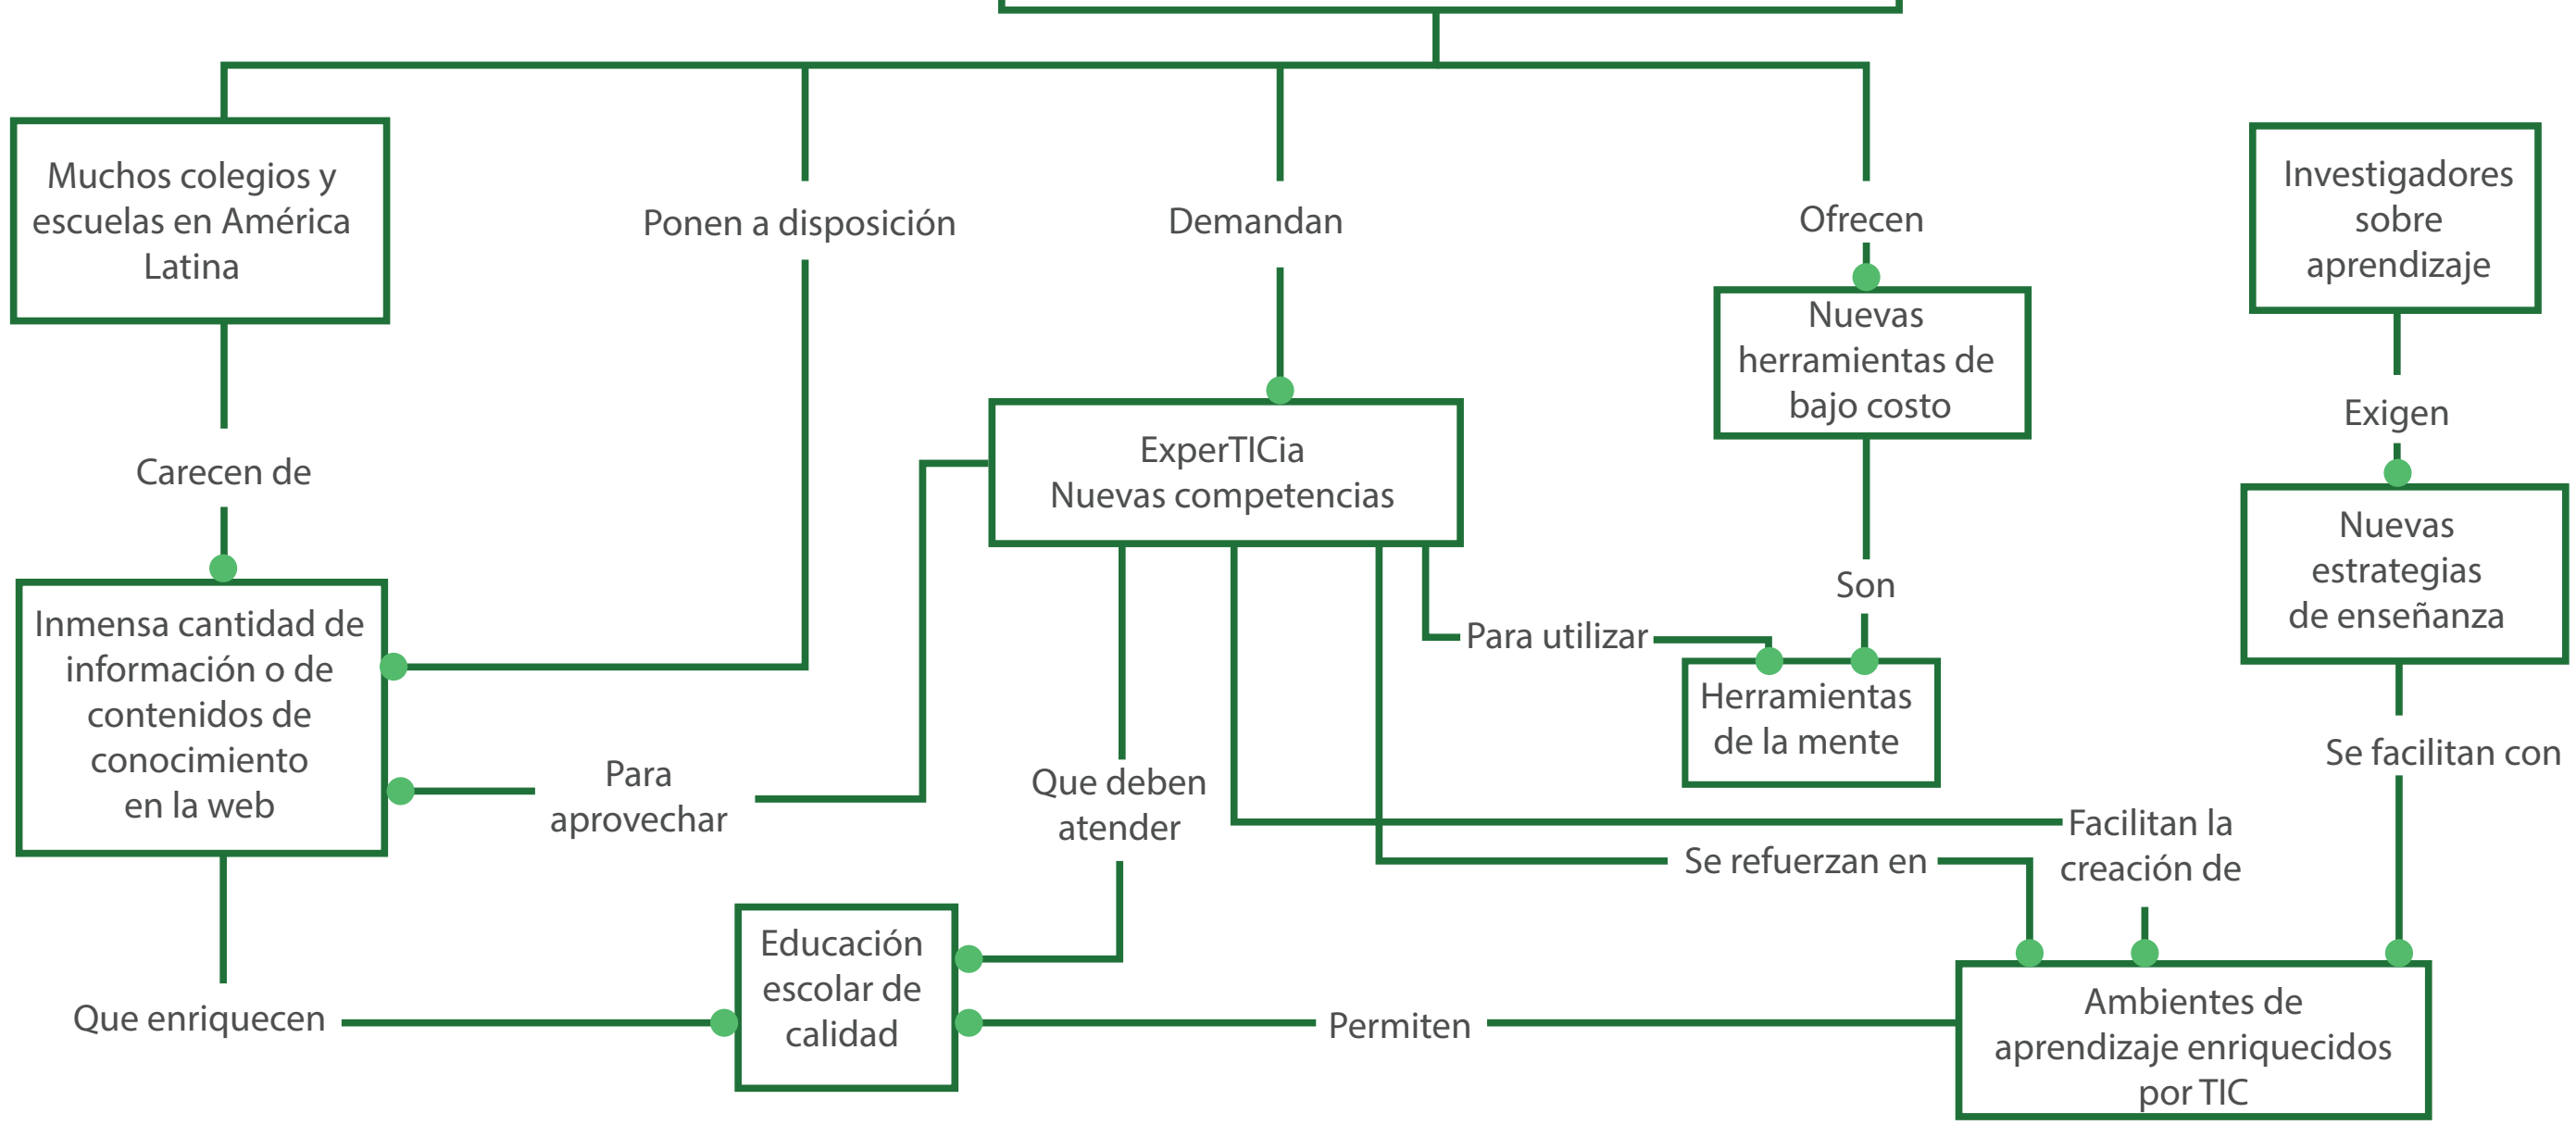 Muchos colegios y
escuelas en América
Latina
Ponen a disposición
Demandan
Ofrecen
Investigadores
sobre
aprendizaje
Nuevas
herramientas de
bajo costo
Exigen
Carecen de
ExperTICia
Nuevas competencias
Nuevas
estrategias
de enseñanza
Son
Inmensa cantidad de
información o de
contenidos de
conocimiento
en la web
Para utilizar
Herramientas
de la mente
Se facilitan con
Para
aprovechar
Que deben
atender
Facilitan la
creación de
Se refuerzan en
Educación
escolar de
calidad
Que enriquecen
Permiten
Ambientes de
aprendizaje enriquecidos
por TIC